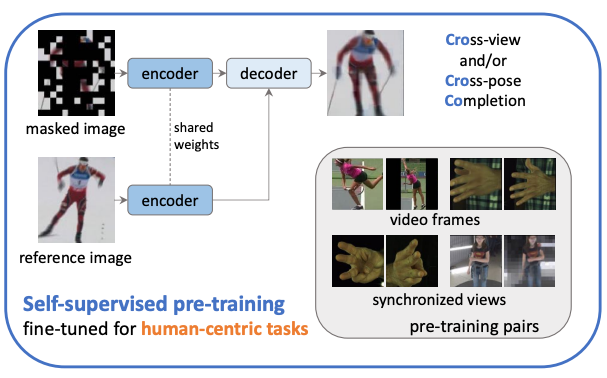 encoder
decoder
masked image
shared
weights
encoder
reference image
Cross-view
and/or
Cross-pose
Completion
video frames
synchronized views
pre-training pairs
Self-supervised pre-training
fine-tuned for human-centric tasks